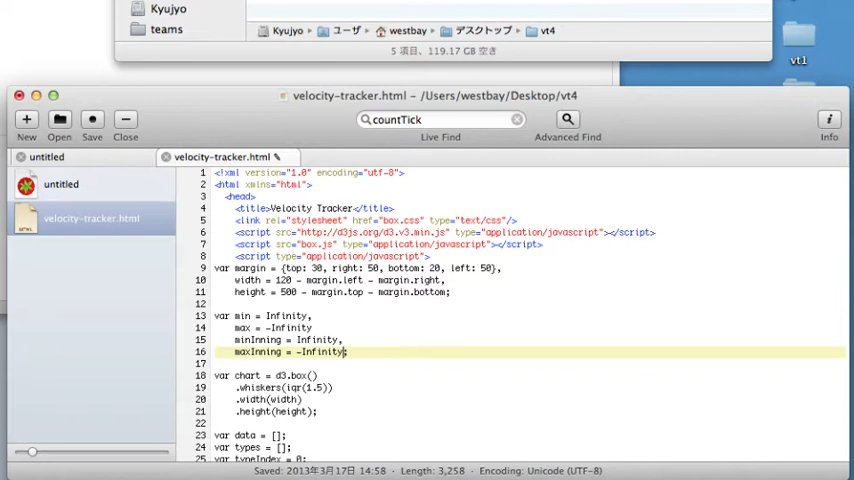 Kyujyo
teams
Kyujyo ▸ ユーザ ▸ westbay ▸ デスクトップ ▸ vt4
5 項目、119.17 GB 空き
vt1
velocity-tracker.html - /Users/westbay/Desktop/vt4
New Open Save Close
countTick
Live Find
Advanced Find
Info
untitled
velocity-tracker.html
untitled
velocity-tracker.html
1 <!xml version="1.0" encoding="utf-8">
2 <html xmlns="html">
3 <head>
4 <title>Velocity Tracker</title>
5 <link rel="stylesheet" href="box.css" type="text/css"/>
6 <script src="http://d3js.org/d3.v3.min.js" type="application/javascript"></script>
7 <script src="box.js" type="application/javascript"></script>
8 <script type="application/javascript">
9 var margin = {top: 30, right: 50, bottom: 20, left: 50},
10 width = 120 - margin.left - margin.right,
11 height = 500 - margin.top - margin.bottom;
12
13 var min = Infinity,
14 max = -Infinity
15 minInning = Infinity,
16 maxInning = -Infinity;
17
18 var chart = d3.box()
19 .whiskers(iqr(1.5))
20 .width(width)
21 .height(height);
22
23 var data = [];
24 var types = [];
25 var typeIndex = 0;
Saved: 2013年3月17日 14:58 - Length: 3,258 - Encoding: Unicode (UTF-8)